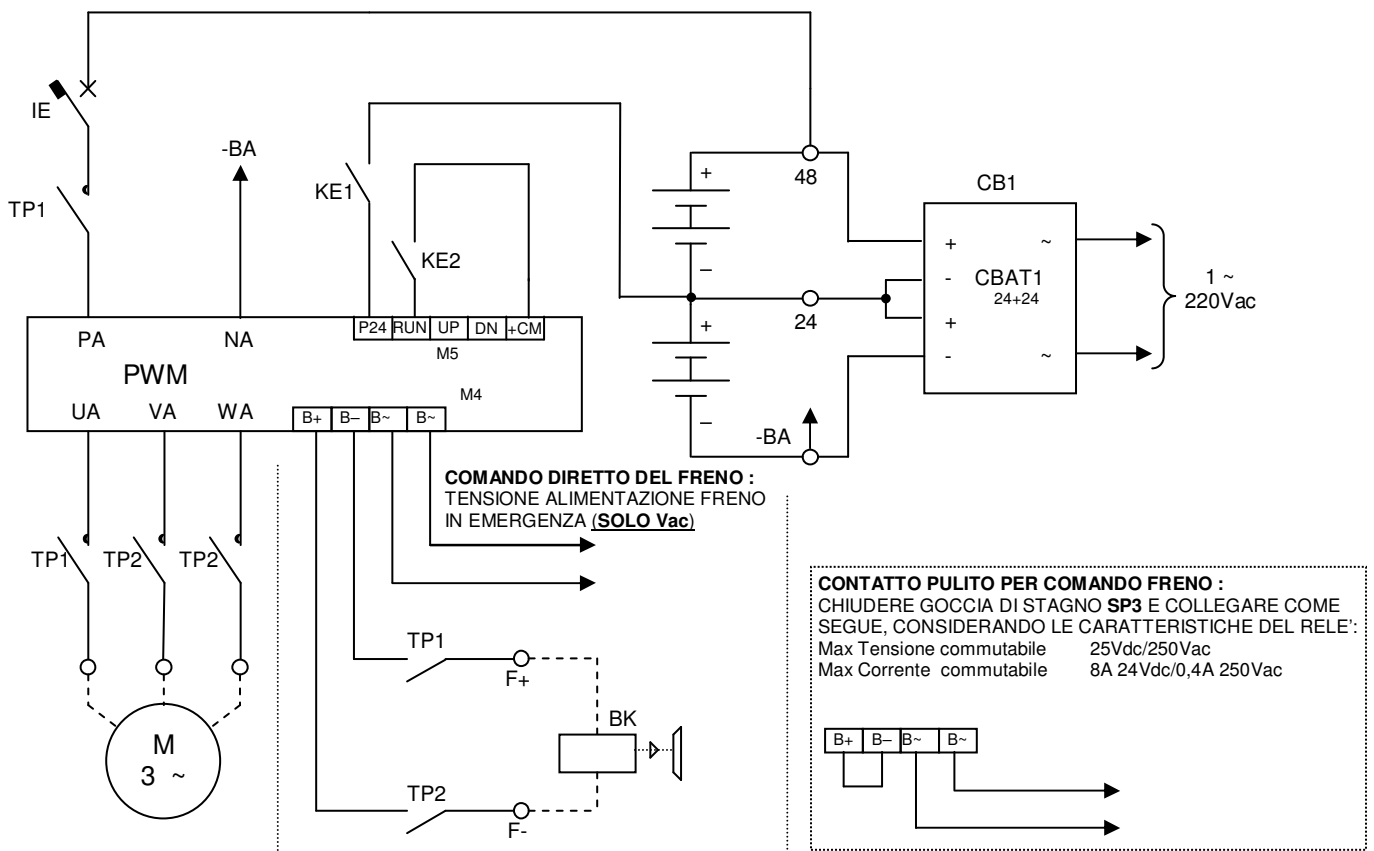 IE
TP1
-BA
KE1
KE2
+
48
CB1
–
24
+
–
-BA
+ ~
-
CBAT1
24+24
+
- ~
1 ~
220Vac
PA NA
P24 RUN UP DN +CM
M5
PWM
M4
UA VA WA
B+ B– B~ B~
COMANDO DIRETTO DEL FRENO :
TENSIONE ALIMENTAZIONE FRENO
IN EMERGENZA (SOLO Vac)
TP1 TP2 TP2
M
3 ~
TP1
F+
BK
TP2
F-
CONTATTO PULITO PER COMANDO FRENO :
CHIUDERE GOCCIA DI STAGNO SP3 E COLLEGARE COME
SEGUE, CONSIDERANDO LE CARATTERISTICHE DEL RELE':
Max Tensione commutabile 25Vdc/250Vac
Max Corrente commutabile 8A 24Vdc/0,4A 250Vac
B+ B– B~ B~